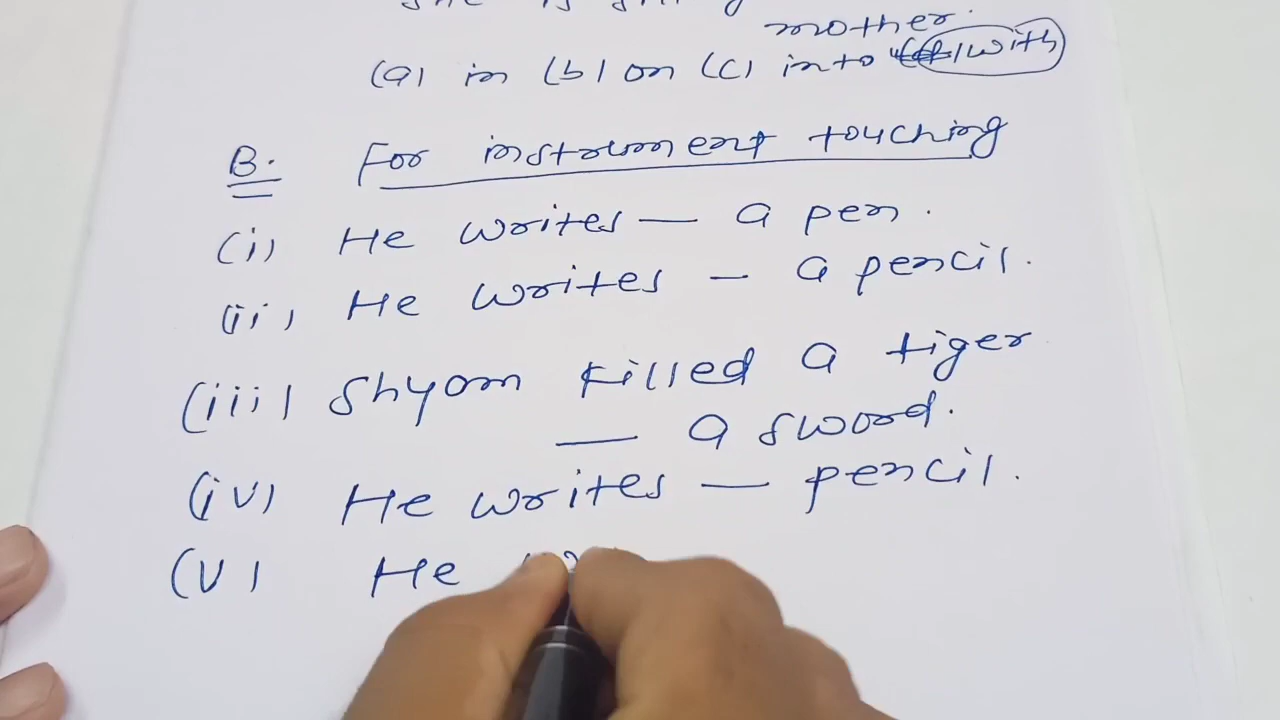 mother.
(a) in (b) on (c) into with
B. For instrument touching
(i) He writes — a pen.
(ii) He writes — a pencil.
(iii) Shyam killed a tiger
— a sword.
(iv) He writes — pencil.
(v) He